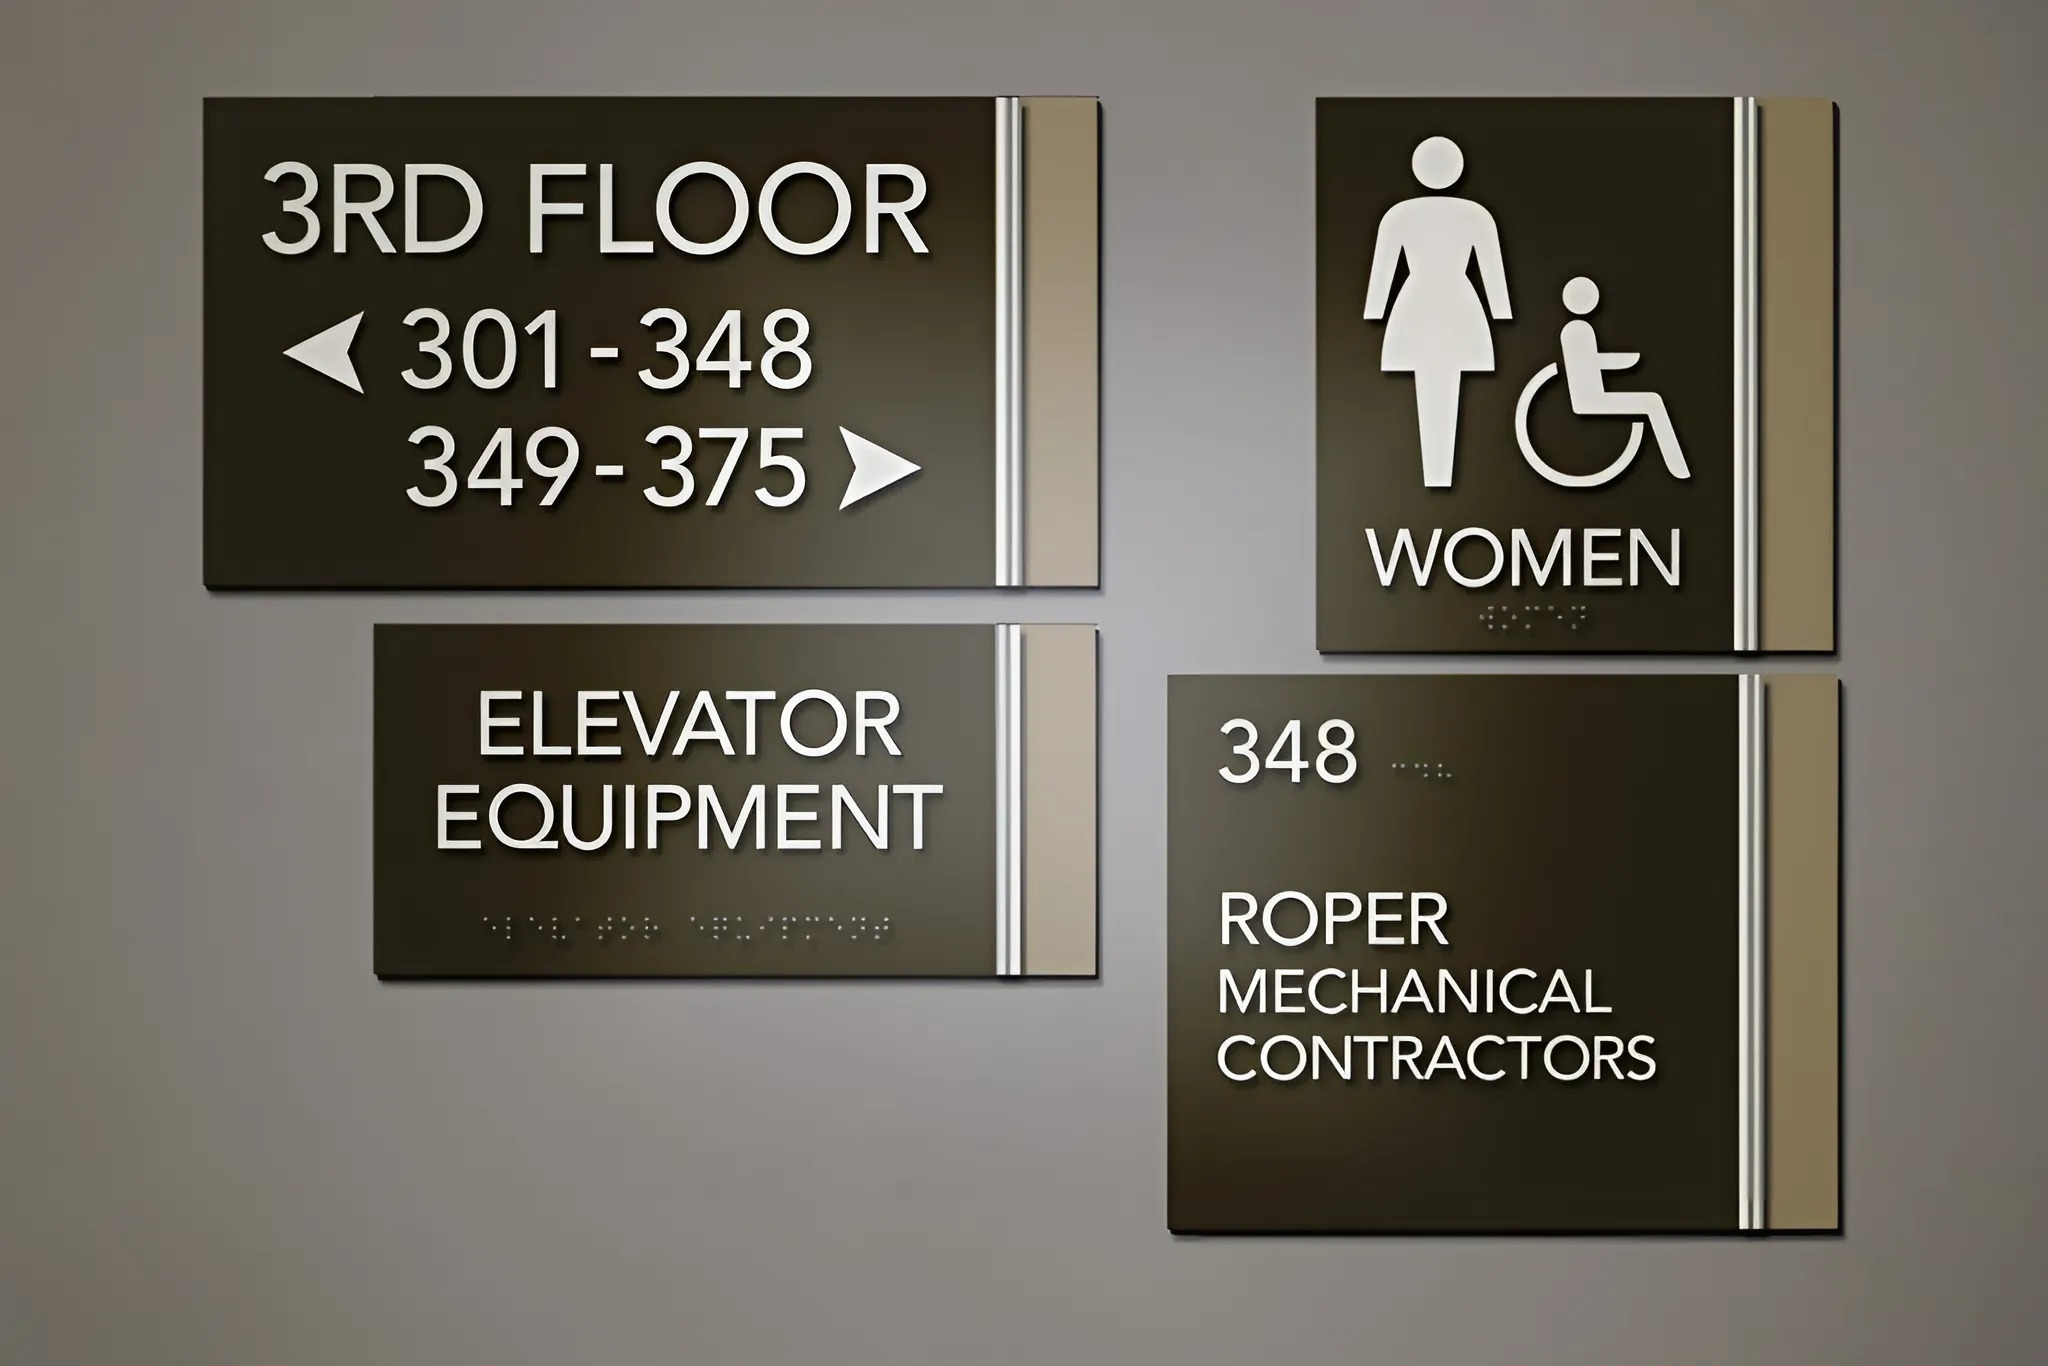 3RD FLOOR
301 - 348
349 - 375
ELEVATOR
EQUIPMENT
WOMEN
348
ROPER
MECHANICAL
CONTRACTORS